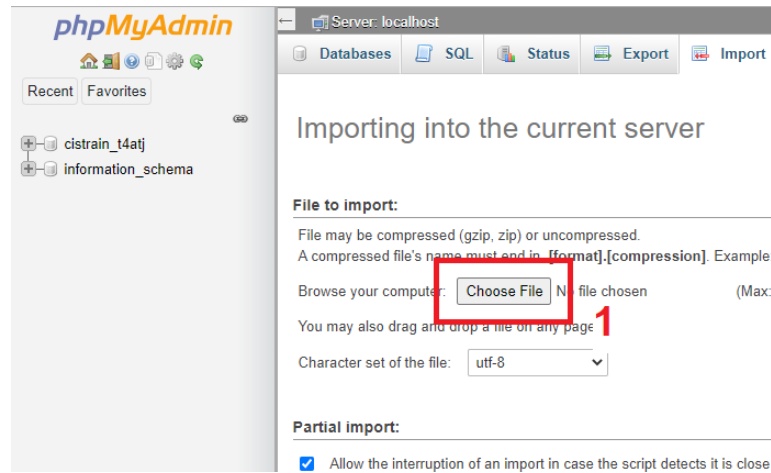 phpMyAdmin
Recent Favorites
cistrain_t4atj
information_schema
Server: localhost
Databases SQL Status Export Import
Importing into the current server
File to import:
File may be compressed (gzip, zip) or uncompressed.
A compressed file's name must end in .[format].[compression]. Example
Browse your computer: Choose File No file chosen (Max:
You may also drag and drop a file on any page
1
Character set of the file: utf-8
Partial import:
Allow the interruption of an import in case the script detects it is close